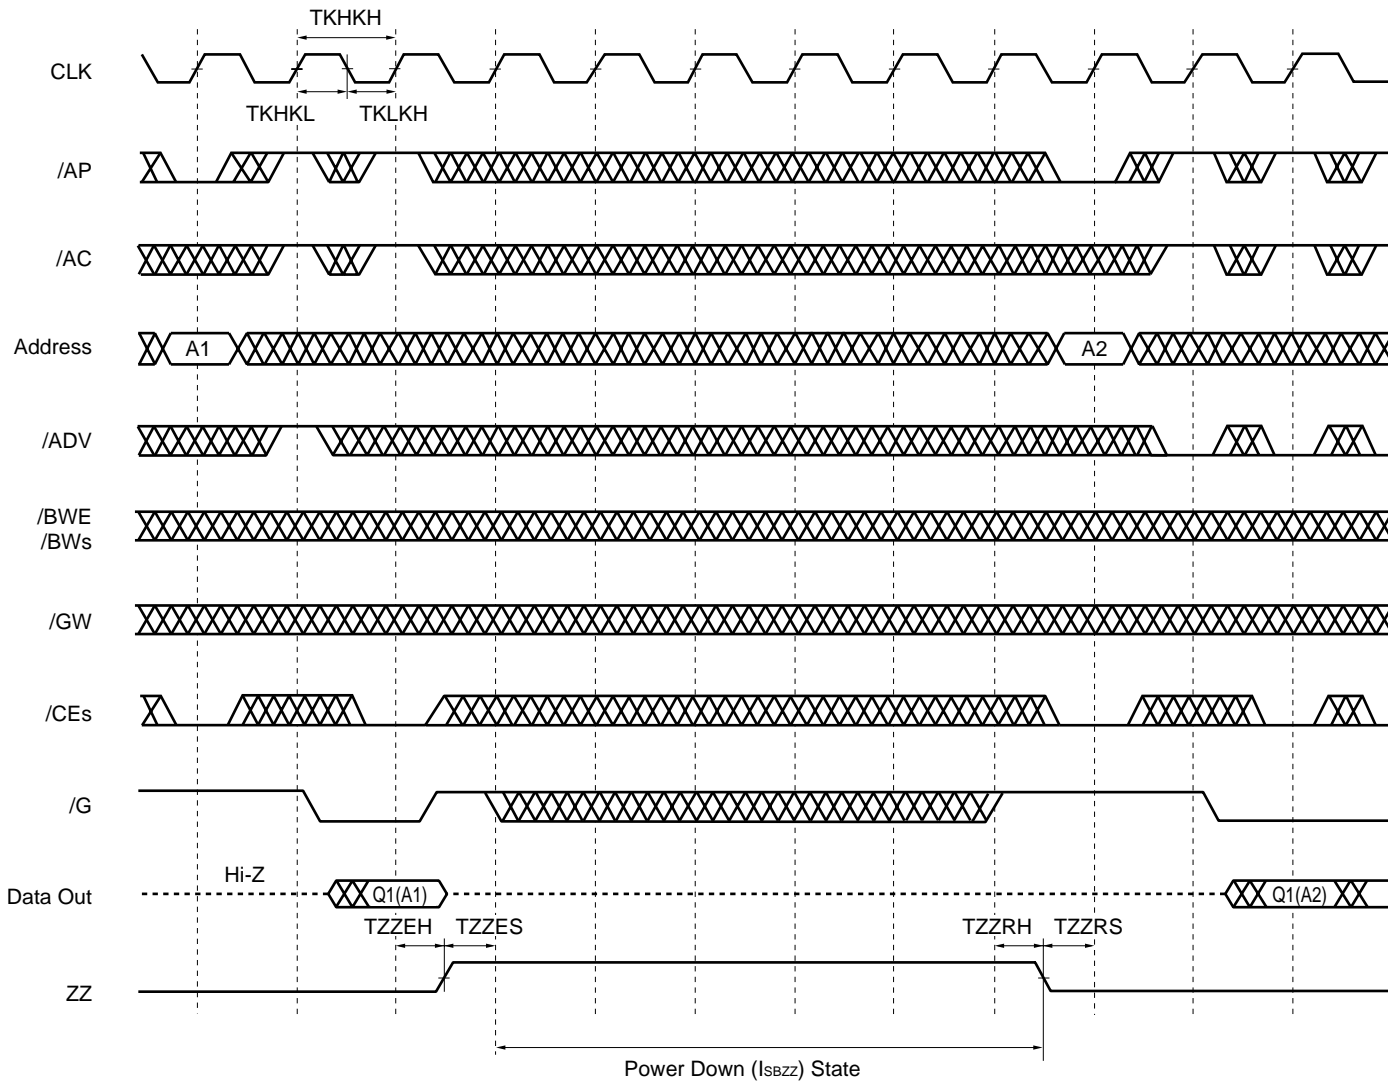 TKHKH
CLK
TKHKL TKLKH
/AP
/AC
Address A1 A2
/ADV
/BWE
/BWs
/GW
/CEs
/G
Hi-Z
Data Out Q1(A1) Q1(A2)
TZZEH TZZES TZZRH TZZRS
ZZ
Power Down (ISBZZ) State